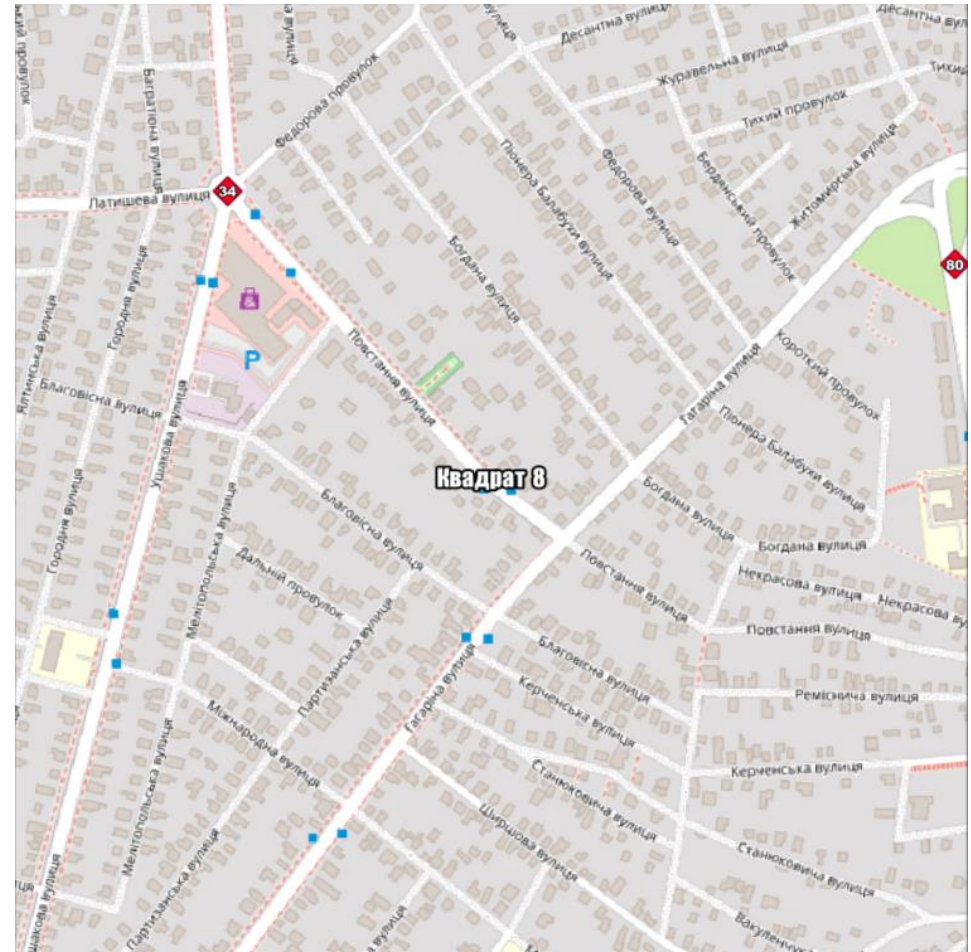 Десантна вулиця
Журавельна вулиця
Тихий провулок
Багратіона вулиця
Федорова провулок
Латишева вулиця
34
Піонера Балабухи вулиця
Федорова вулиця
Бердянський провулок
Житомирська вулиця
80
Богдана вулиця
Городня вулиця
Ялтинська вулиця
Благовісна вулиця
P
Повстання вулиця
Гагаріна вулиця
Короткий провулок
Піонера Балабухи вулиця
Ушакова вулиця
Квадрат 8
Богдана вулиця
Богдана вулиця
Благовісна вулиця
Городня вулиця
Мелітопольська вулиця
Дальній провулок
Повстання вулиця
Некрасова вулиця
Некрасова ву
Повстання вулиця
Партизанська вулиця
Благовісна вулиця
Гагаріна вулиця
Керченська вулиця
Реміснича вулиця
Міжнародна вулиця
Керченська вулиця
Станюковича вулиця
Мелітопольська вулиця
Ширшова вулиця
Станюковича вулиця
Партизанська вулиця
шакова вулиця
Вакуленчука